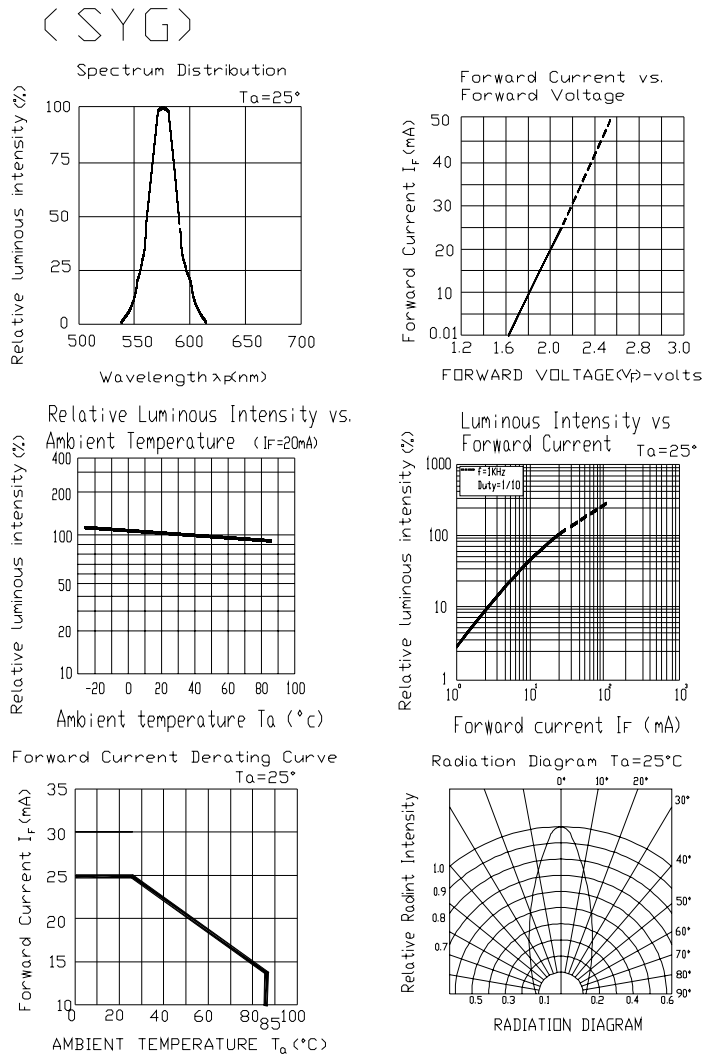 (SYG)
Spectrum Distribution
Ta=25°
Relative luminous intensity (%)
100
75
50
25
0
500 550 600 650 700
Wavelength λp(nm)
Forward Current vs.
Forward Voltage
Forward Current IF (mA)
50
40
30
20
10
0.01
1.2 1.6 2.0 2.4 2.8 3.0
FORWARD VOLTAGE(VF)-volts
Relative Luminous Intensity vs.
Ambient Temperature (IF=20mA)
Relative luminous intensity (%)
400
200
100
50
20
10
-20 0 20 40 60 80 100
Ambient temperature Ta (°c)
Luminous Intensity vs
Forward Current
Ta=25°
f=1KHz
Duty=1/10
Relative luminous intensity (%)
1000
100
10
1
10⁰ 10¹ 10² 10³
Forward current IF (mA)
Forward Current Derating Curve
Ta=25°
Forward Current IF (mA)
35
30
25
20
15
10
0 20 40 60 80 85 100
AMBIENT TEMPERATURE Ta (°C)
Radiation Diagram Ta=25°C
0° 10° 20°
30°
40°
50°
60°
70°
80°
90°
Relative Radint Intensity
1.0
0.9
0.8
0.7
0.5 0.3 0.1 0.2 0.4 0.6
RADIATION DIAGRAM